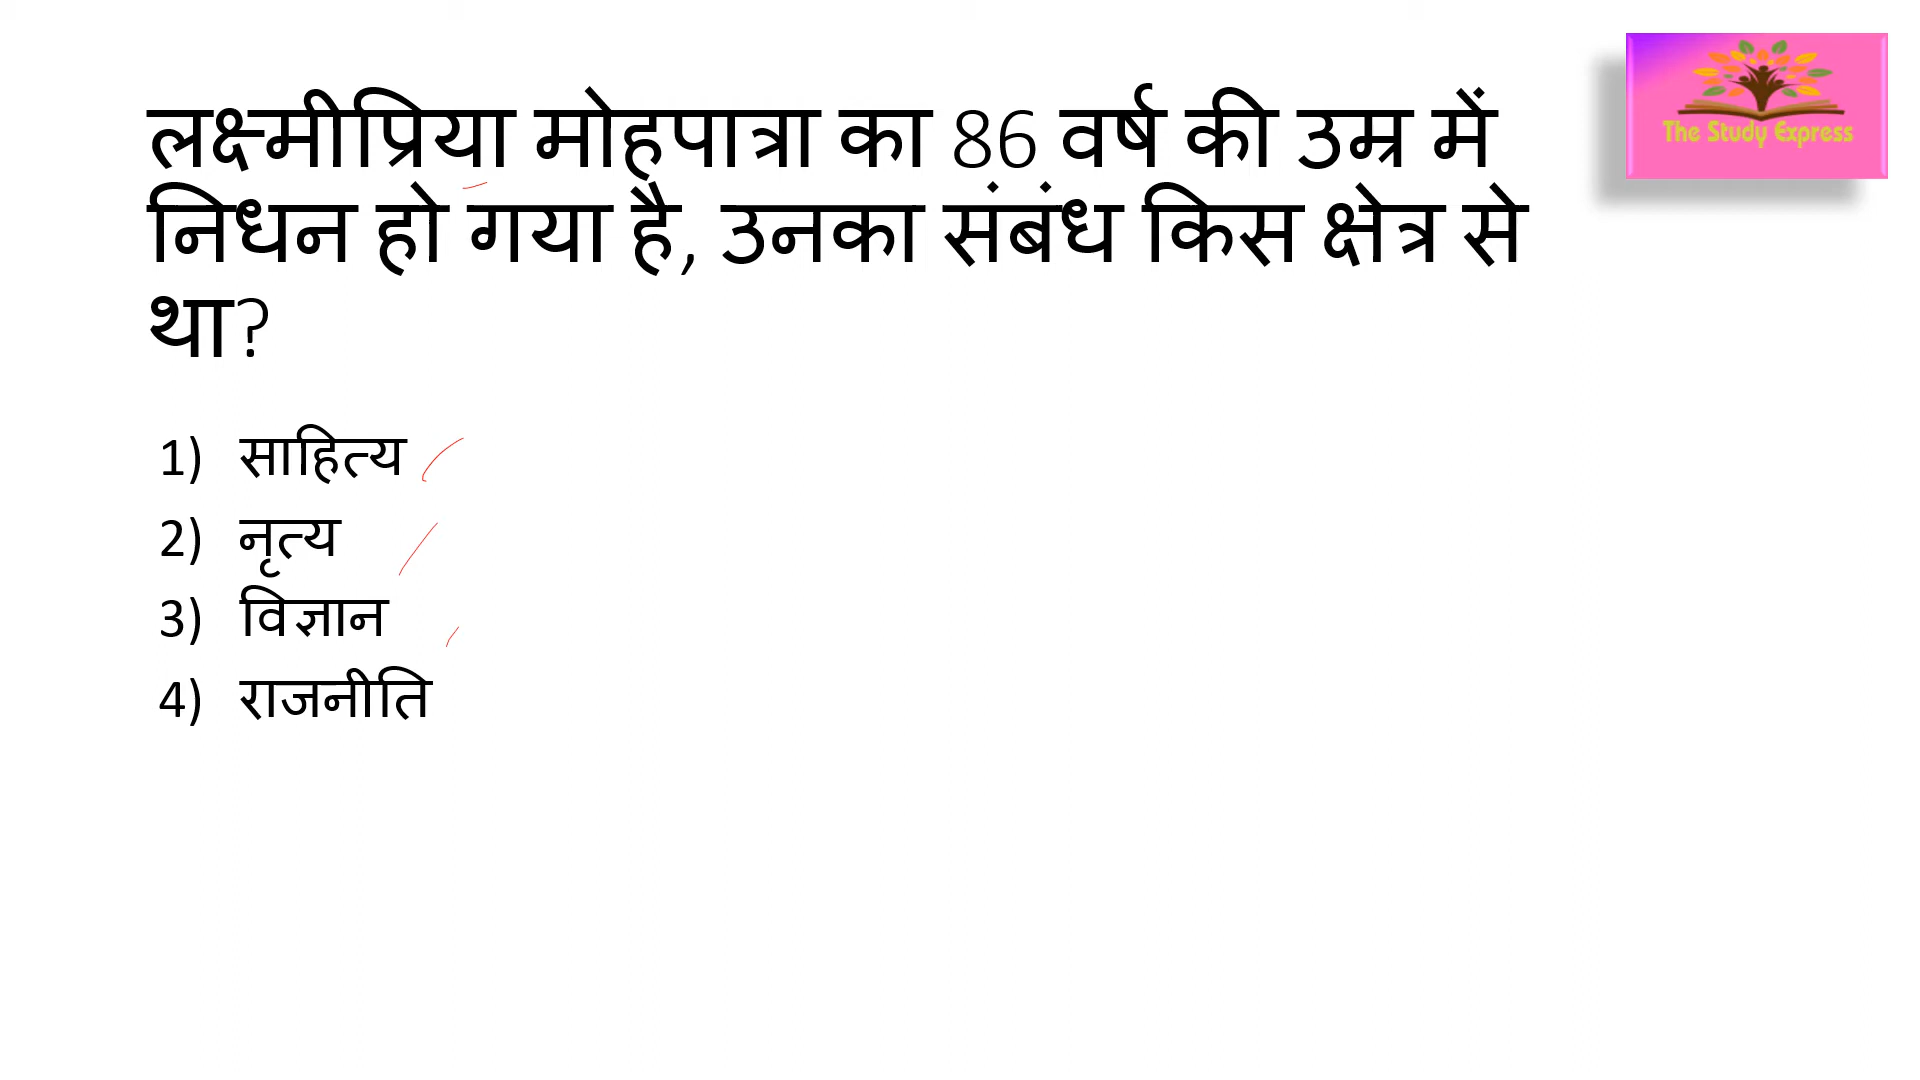 लक्ष्मीप्रिया मोहपात्रा का 86 वर्ष की उम्र में
निधन हो गया है, उनका संबंध किस क्षेत्र से
था?
The Study Express
1) साहित्य
2) नृत्य
3) विज्ञान
4) राजनीति